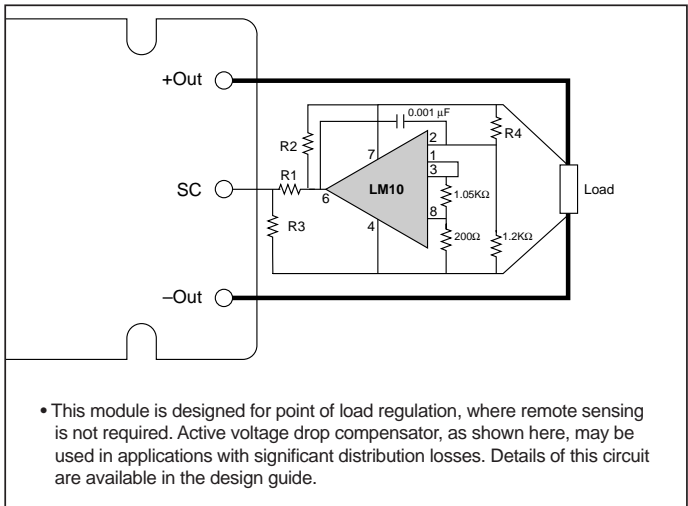 +Out
0.001 µF
R2
R4
2
7
1
3
R1
SC
6
LM10
1.05KΩ
Load
8
R3
4
200Ω
1.2KΩ
–Out
• This module is designed for point of load regulation, where remote sensing
is not required. Active voltage drop compensator, as shown here, may be
used in applications with significant distribution losses. Details of this circuit
are available in the design guide.